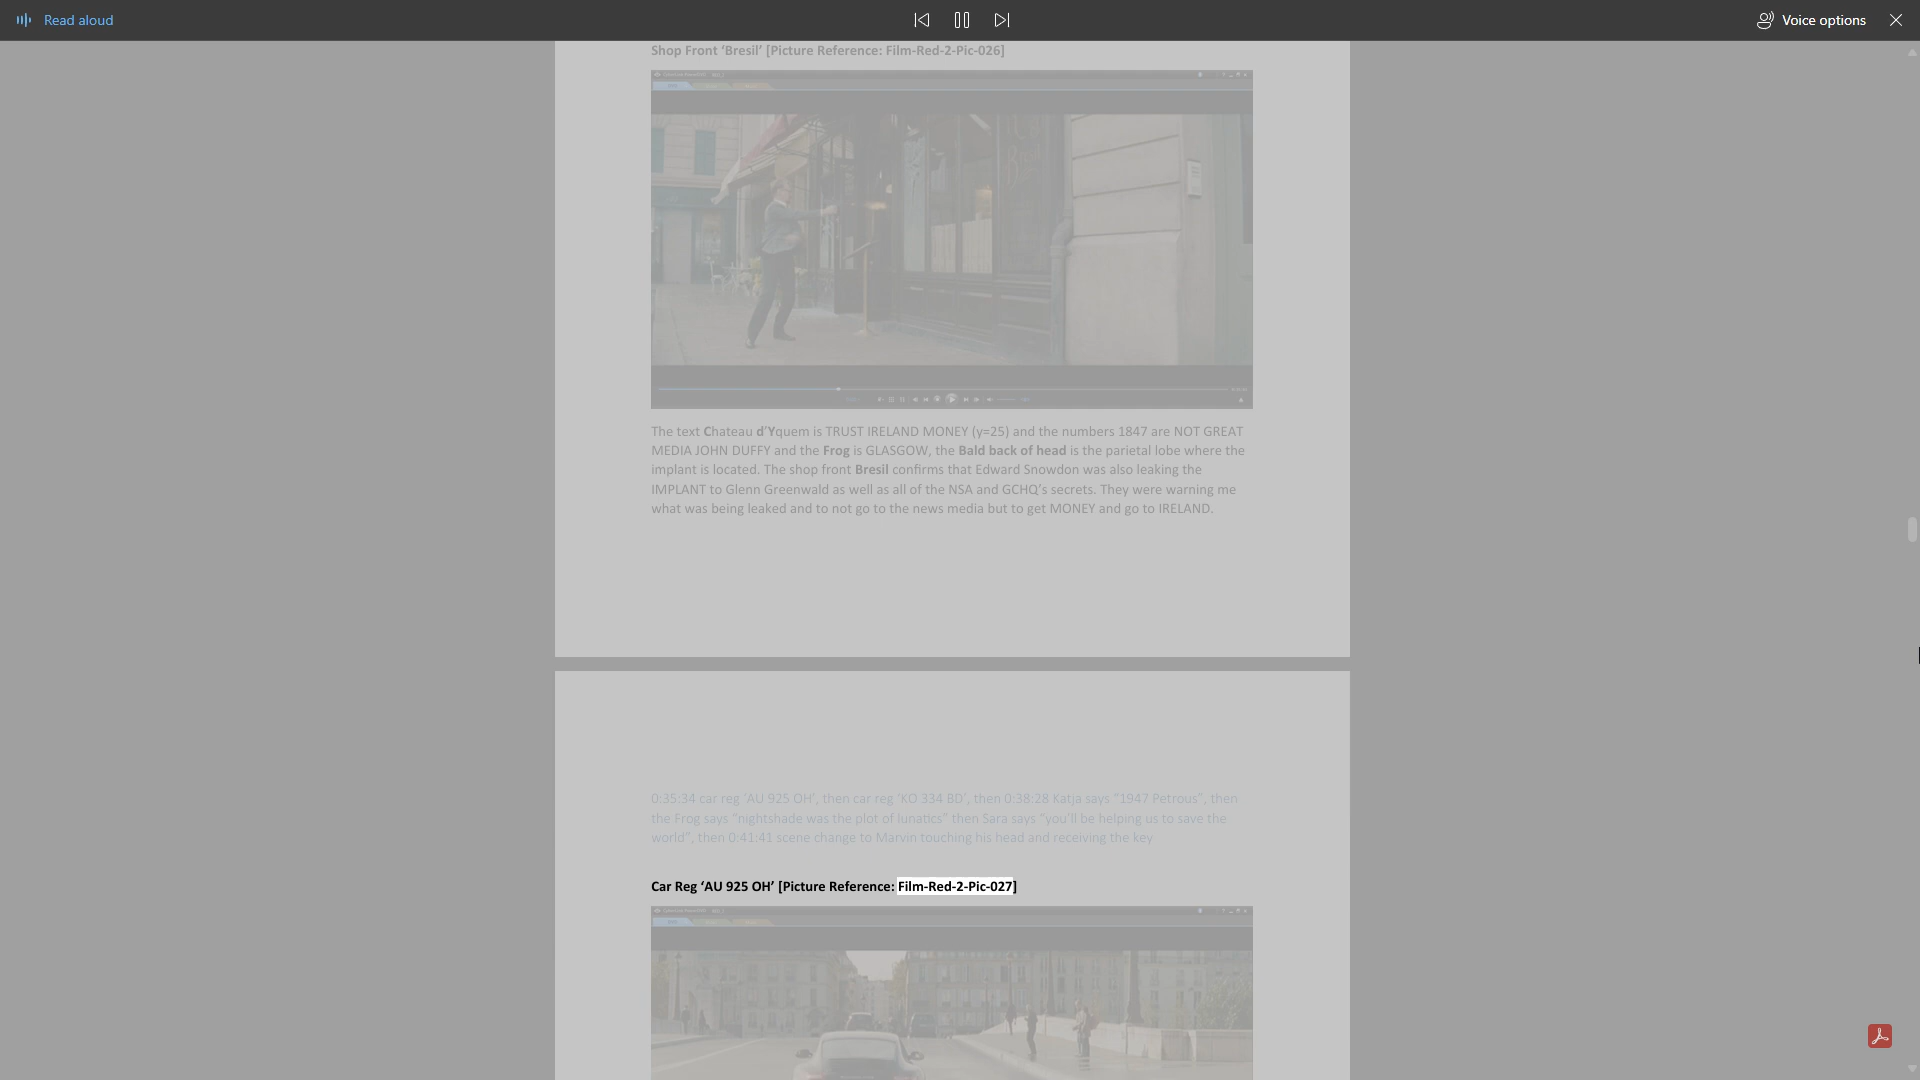 Read aloud
Voice options
Shop Front ‘Bresil’ [Picture Reference: Film-Red-2-Pic-026]
Bresil
The text Chateau d'Yquem is TRUST IRELAND MONEY (y=25) and the numbers 1847 are NOT GREAT
MEDIA JOHN DUFFY and the Frog is GLASGOW, the Bald back of head is the parietal lobe where the
implant is located. The shop front Bresil confirms that Edward Snowdon was also leaking the
IMPLANT to Glenn Greenwald as well as all of the NSA and GCHQ’s secrets. They were warning me
what was being leaked and to not go to the news media but to get MONEY and go to IRELAND.
0:35:34 car reg ‘AU 925 OH’, then car reg ‘KO 334 BD’, then 0:38:28 Katja says “1947 Petrous”, then
the Frog says “nightshade was the plot of lunatics” then Sara says “you’ll be helping us to save the
world”, then 0:41:41 scene change to Marvin touching his head and receiving the key
Car Reg ‘AU 925 OH’ [Picture Reference: Film-Red-2-Pic-027]